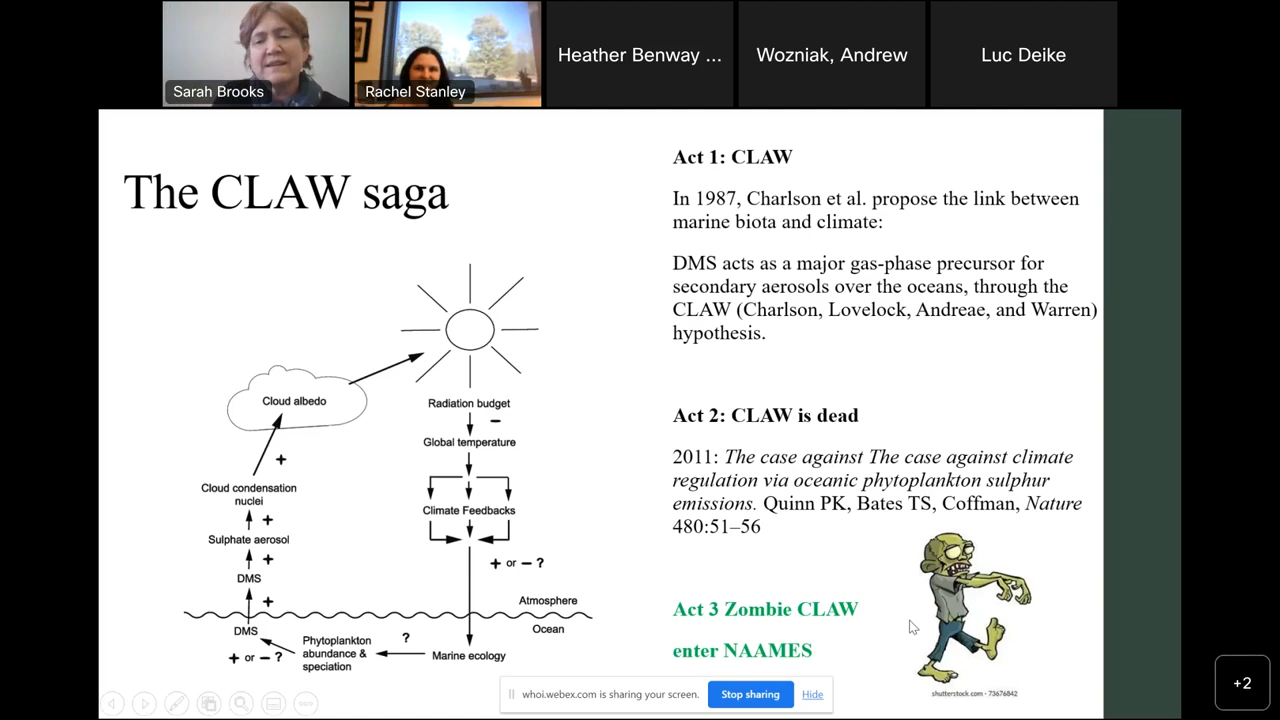 Sarah Brooks
Rachel Stanley
Heather Benway ...
Wozniak, Andrew
Luc Deike
The CLAW saga
Cloud albedo
+
Cloud condensation
nuclei
+
Sulphate aerosol
+
DMS
+
DMS
+ or – ?
Phytoplankton
abundance &
speciation
?
Marine ecology
Radiation budget
–
Global temperature
Climate Feedbacks
+ or – ?
Atmosphere
Ocean
Act 1: CLAW
In 1987, Charlson et al. propose the link between
marine biota and climate:
DMS acts as a major gas-phase precursor for
secondary aerosols over the oceans, through the
CLAW (Charlson, Lovelock, Andreae, and Warren)
hypothesis.
Act 2: CLAW is dead
2011: The case against The case against climate
regulation via oceanic phytoplankton sulphur
emissions. Quinn PK, Bates TS, Coffman, Nature
480:51–56
Act 3 Zombie CLAW
enter NAAMES
shutterstock.com · 73676842
whoi.webex.com is sharing your screen.
Stop sharing
Hide
+2